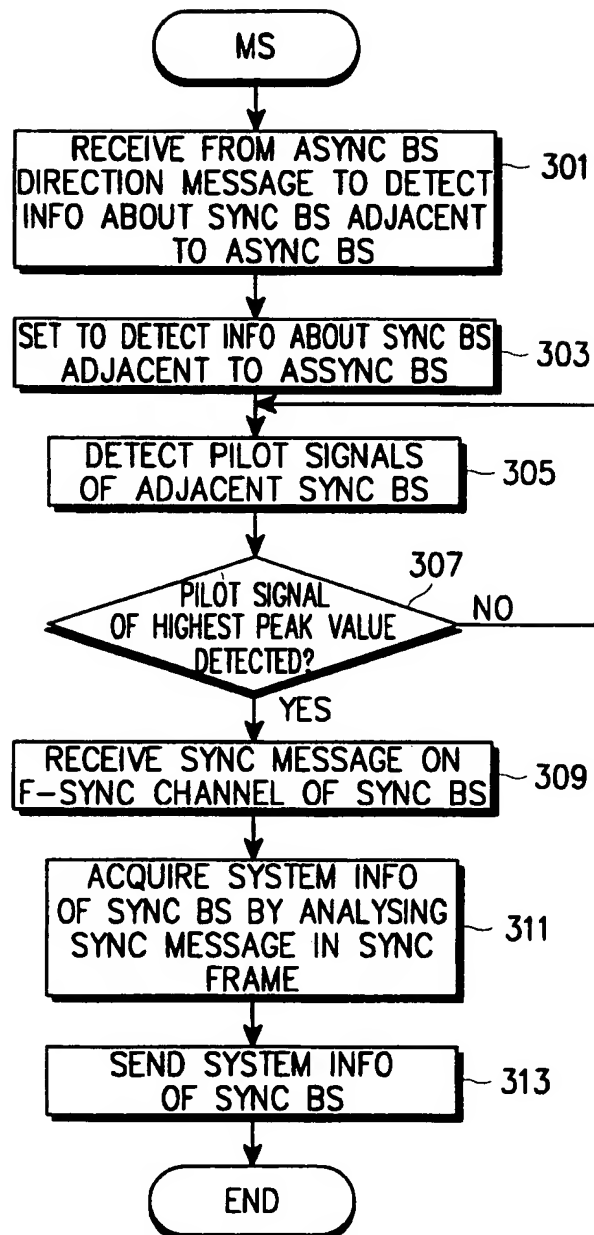 MS
RECEIVE FROM ASYNC BS
DIRECTION MESSAGE TO DETECT
INFO ABOUT SYNC BS ADJACENT
TO ASYNC BS
301
SET TO DETECT INFO ABOUT SYNC BS
ADJACENT TO ASSYNC BS
303
DETECT PILOT SIGNALS
OF ADJACENT SYNC BS
305
307
PILOT SIGNAL
OF HIGHEST PEAK VALUE
DETECTED?
NO
YES
RECEIVE SYNC MESSAGE ON
F-SYNC CHANNEL OF SYNC BS
309
ACQUIRE SYSTEM INFO
OF SYNC BS BY ANALYSING
SYNC MESSAGE IN SYNC
FRAME
311
SEND SYSTEM INFO
OF SYNC BS
313
END